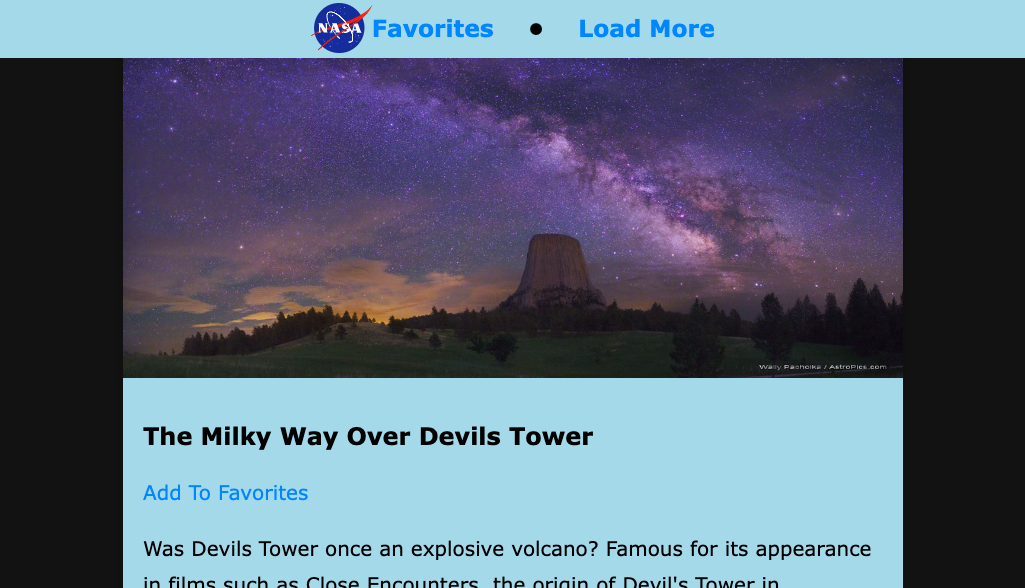 NASA
Favorites
Load More
Wally Pacholka / AstroPics.com
The Milky Way Over Devils Tower
Add To Favorites
Was Devils Tower once an explosive volcano? Famous for its appearance
in films such as Close Encounters, the origin of Devil's Tower in